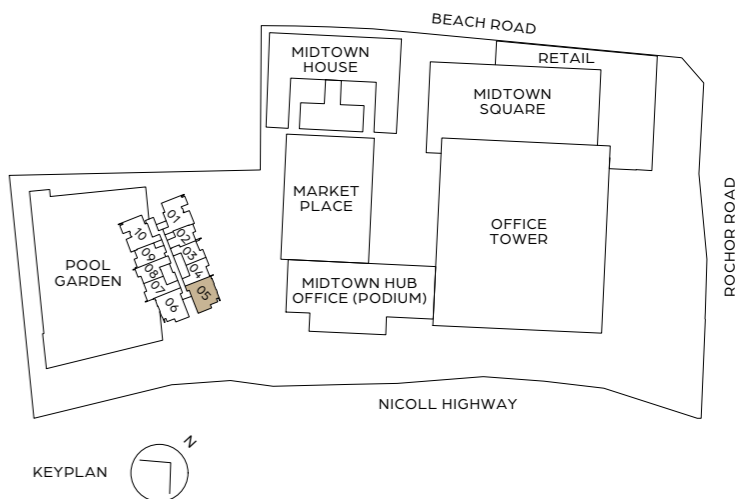 BEACH ROAD
MIDTOWN
HOUSE
RETAIL
MIDTOWN
SQUARE
MARKET
PLACE
OFFICE
TOWER
ROCHOR ROAD
POOL
GARDEN
01
02
03
04
05
10
09
08
07
06
MIDTOWN HUB
OFFICE (PODIUM)
NICOLL HIGHWAY
N
KEYPLAN